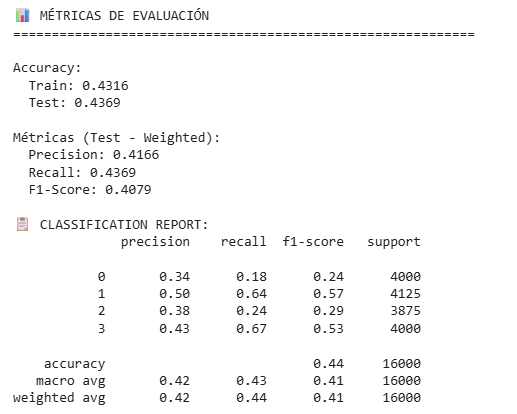 📊 MÉTRICAS DE EVALUACIÓN
============================================================
Accuracy:
Train: 0.4316
Test: 0.4369
Métricas (Test - Weighted):
Precision: 0.4166
Recall: 0.4369
F1-Score: 0.4079
📋 CLASSIFICATION REPORT:
precision recall f1-score support
0 0.34 0.18 0.24 4000
1 0.50 0.64 0.57 4125
2 0.38 0.24 0.29 3875
3 0.43 0.67 0.53 4000
accuracy 0.44 16000
macro avg 0.42 0.43 0.41 16000
weighted avg 0.42 0.44 0.41 16000